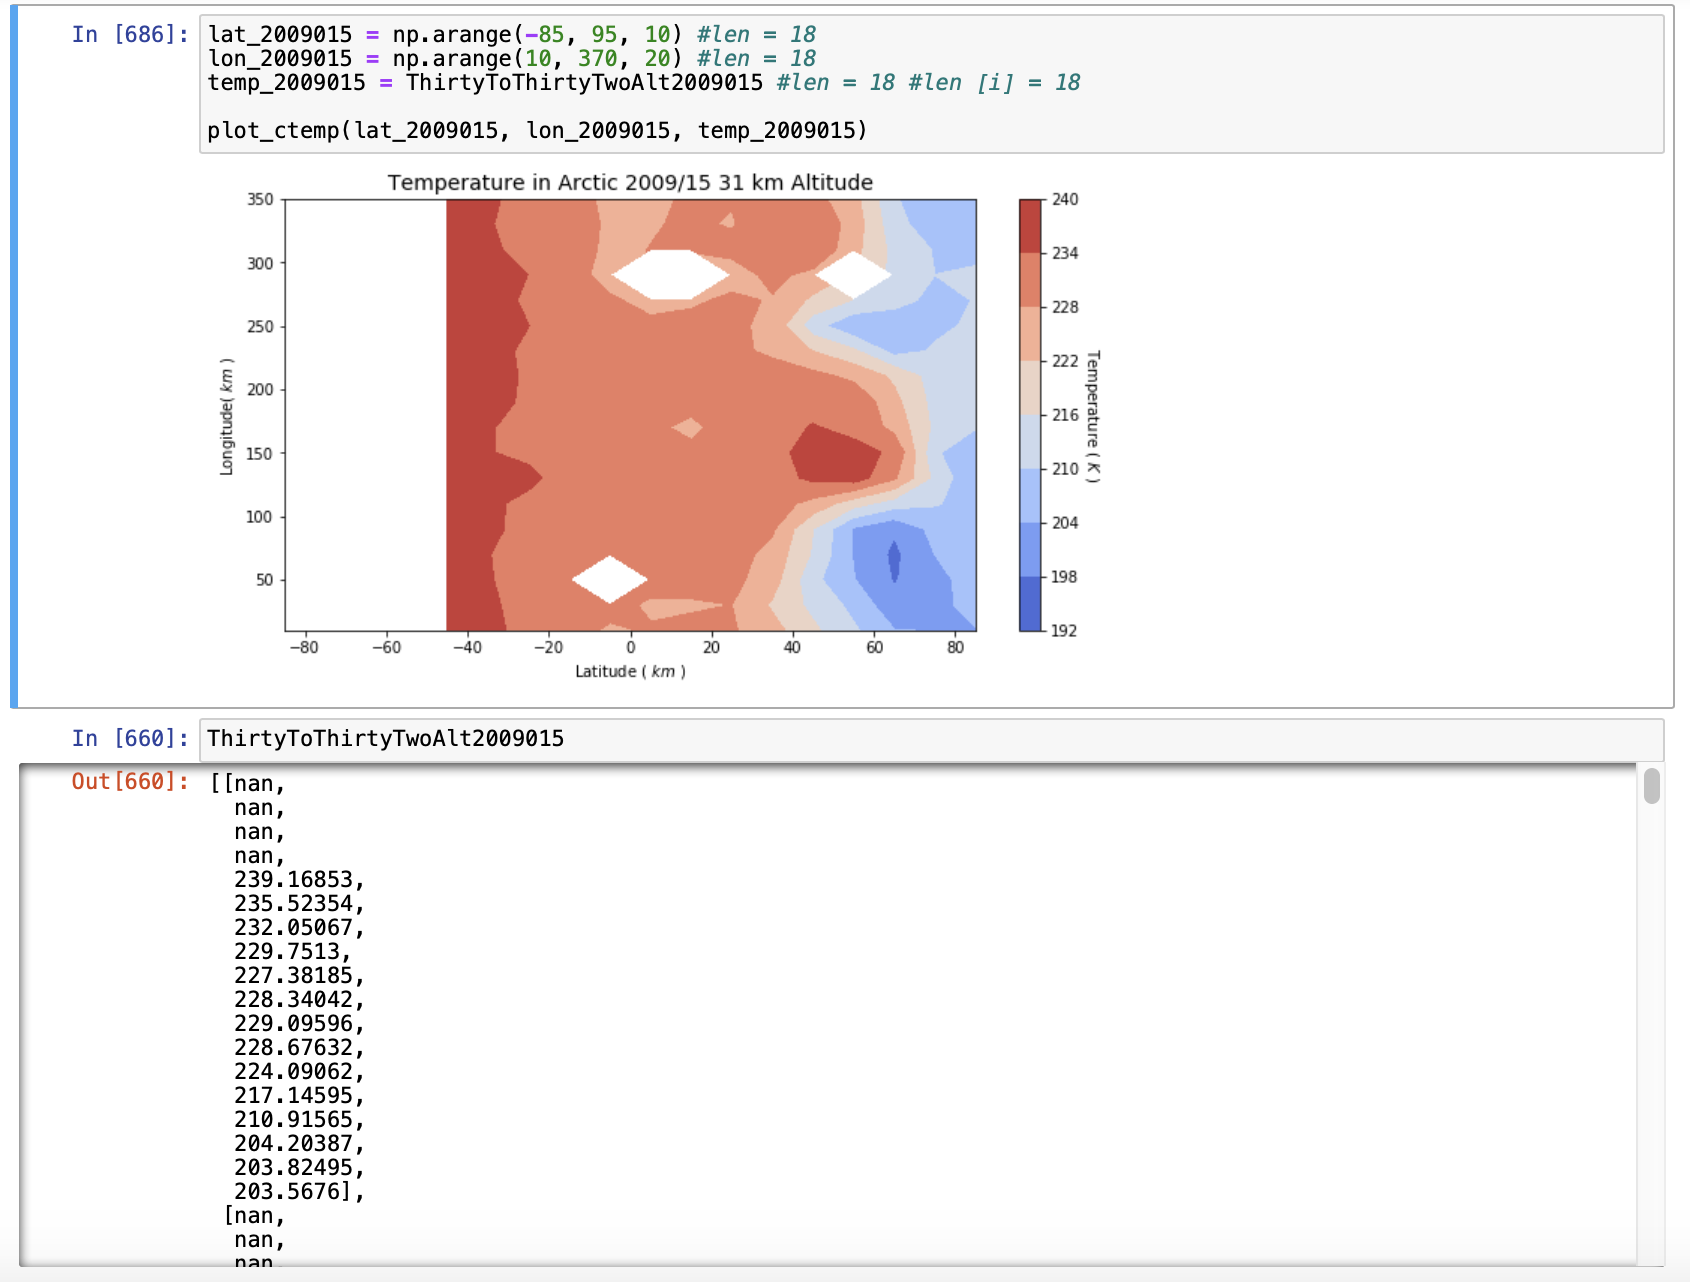 In [686]: lat_2009015 = np.arange(-85, 95, 10) #len = 18
lon_2009015 = np.arange(10, 370, 20) #len = 18
temp_2009015 = ThirtyToThirtyTwoAlt2009015 #len = 18 #len [i] = 18
plot_ctemp(lat_2009015, lon_2009015, temp_2009015)
Temperature in Arctic 2009/15 31 km Altitude
350
300
250
200
150
100
50
Longitude( km )
−80 −60 −40 −20 0 20 40 60 80
Latitude ( km )
240
234
228
222
216
210
204
198
192
Temperature ( K )
In [660]: ThirtyToThirtyTwoAlt2009015
Out[660]: [[nan,
nan,
nan,
nan,
239.16853,
235.52354,
232.05067,
229.7513,
227.38185,
228.34042,
229.09596,
228.67632,
224.09062,
217.14595,
210.91565,
204.20387,
203.82495,
203.5676],
[nan,
nan,
nan,